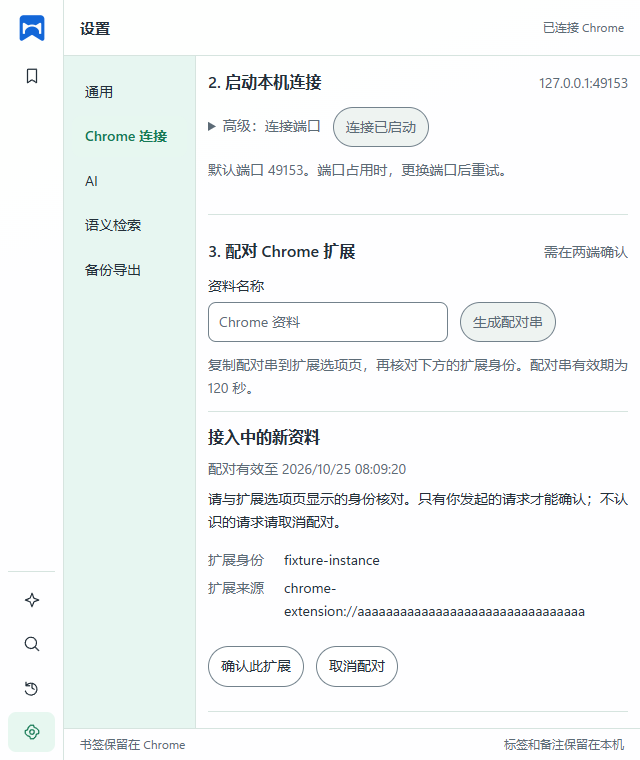 设置
已连接 Chrome
通用
Chrome 连接
AI
语义检索
备份导出
2. 启动本机连接
127.0.0.1:49153
高级：连接端口
连接已启动
默认端口 49153。端口占用时，更换端口后重试。
3. 配对 Chrome 扩展
需在两端确认
资料名称
Chrome 资料
生成配对串
复制配对串到扩展选项页，再核对下方的扩展身份。配对串有效期为
120 秒。
接入中的新资料
配对有效至 2026/10/25 08:09:20
请与扩展选项页显示的身份核对。只有你发起的请求才能确认；不认
识的请求请取消配对。
扩展身份 fixture-instance
扩展来源 chrome-
extension://aaaaaaaaaaaaaaaaaaaaaaaaaaaaaaaa
确认此扩展
取消配对
书签保留在 Chrome
标签和备注保留在本机